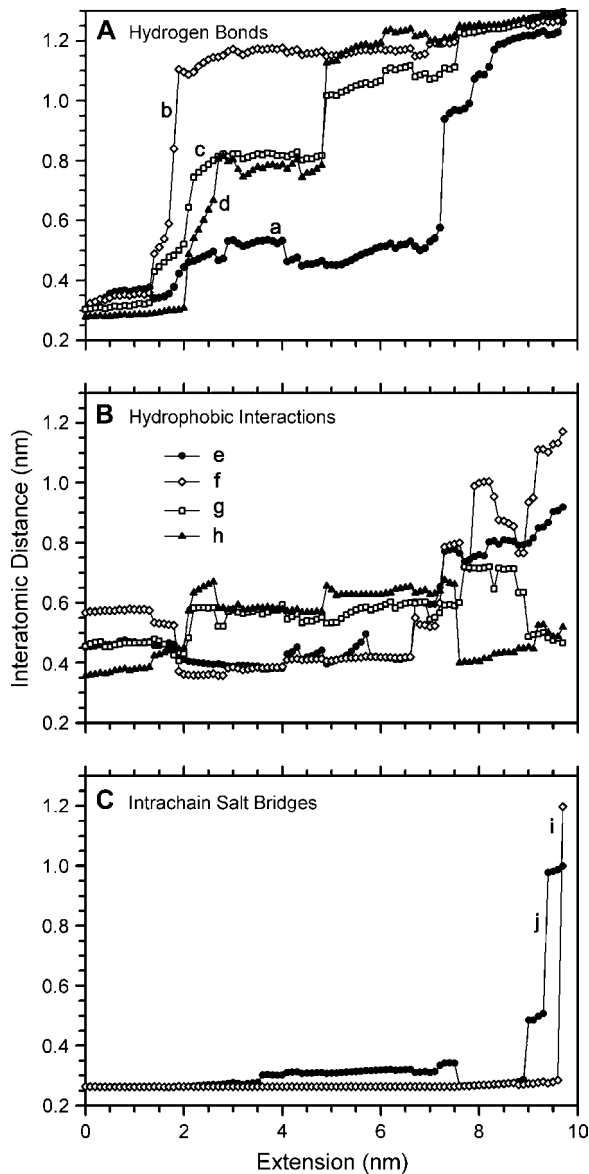 A Hydrogen Bonds
1.2
1.0
0.8
0.6
0.4
0.2
b
c
d
a
B Hydrophobic Interactions
1.2
1.0
0.8
0.6
0.4
0.2
e
f
g
h
Interatomic Distance (nm)
C Intrachain Salt Bridges
1.2
1.0
0.8
0.6
0.4
0.2
i
j
0 2 4 6 8 10
Extension (nm)